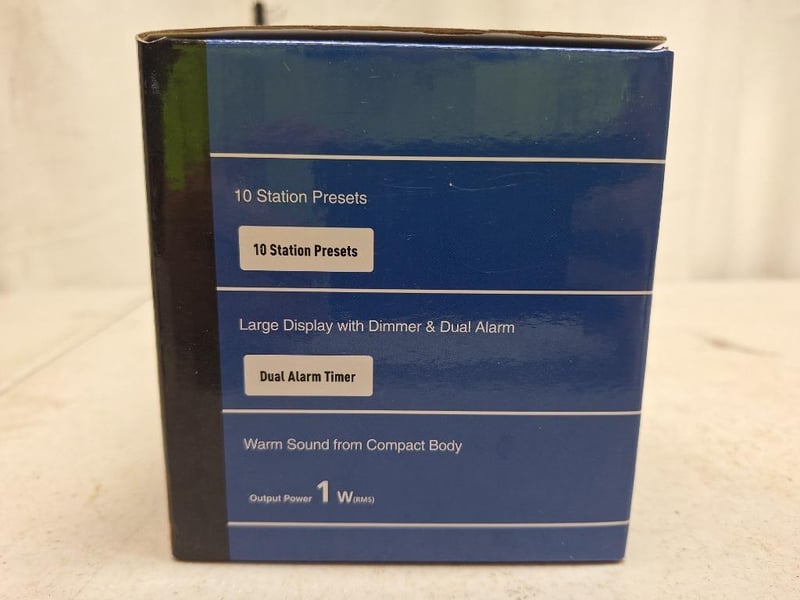 10 Station Presets
10 Station Presets
Large Display with Dimmer & Dual Alarm
Dual Alarm Timer
Warm Sound from Compact Body
Output Power 1 W(RMS)